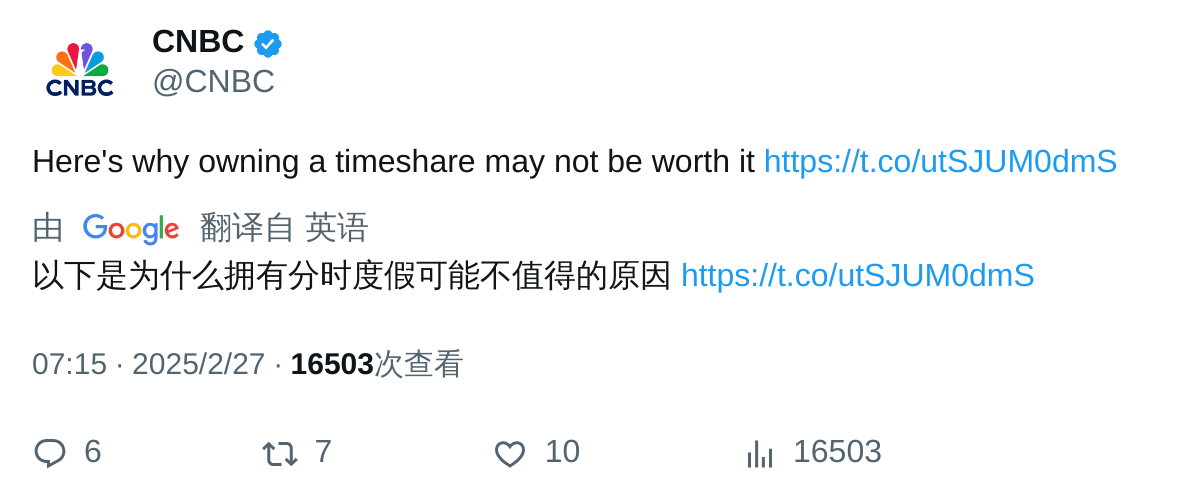 CNBC
CNBC
@CNBC
Here's why owning a timeshare may not be worth it https://t.co/utSJUM0dmS
由 Google 翻译自 英语
以下是为什么拥有分时度假可能不值得的原因 https://t.co/utSJUM0dmS
07:15 · 2025/2/27 · 16503次查看
6 7 10 16503